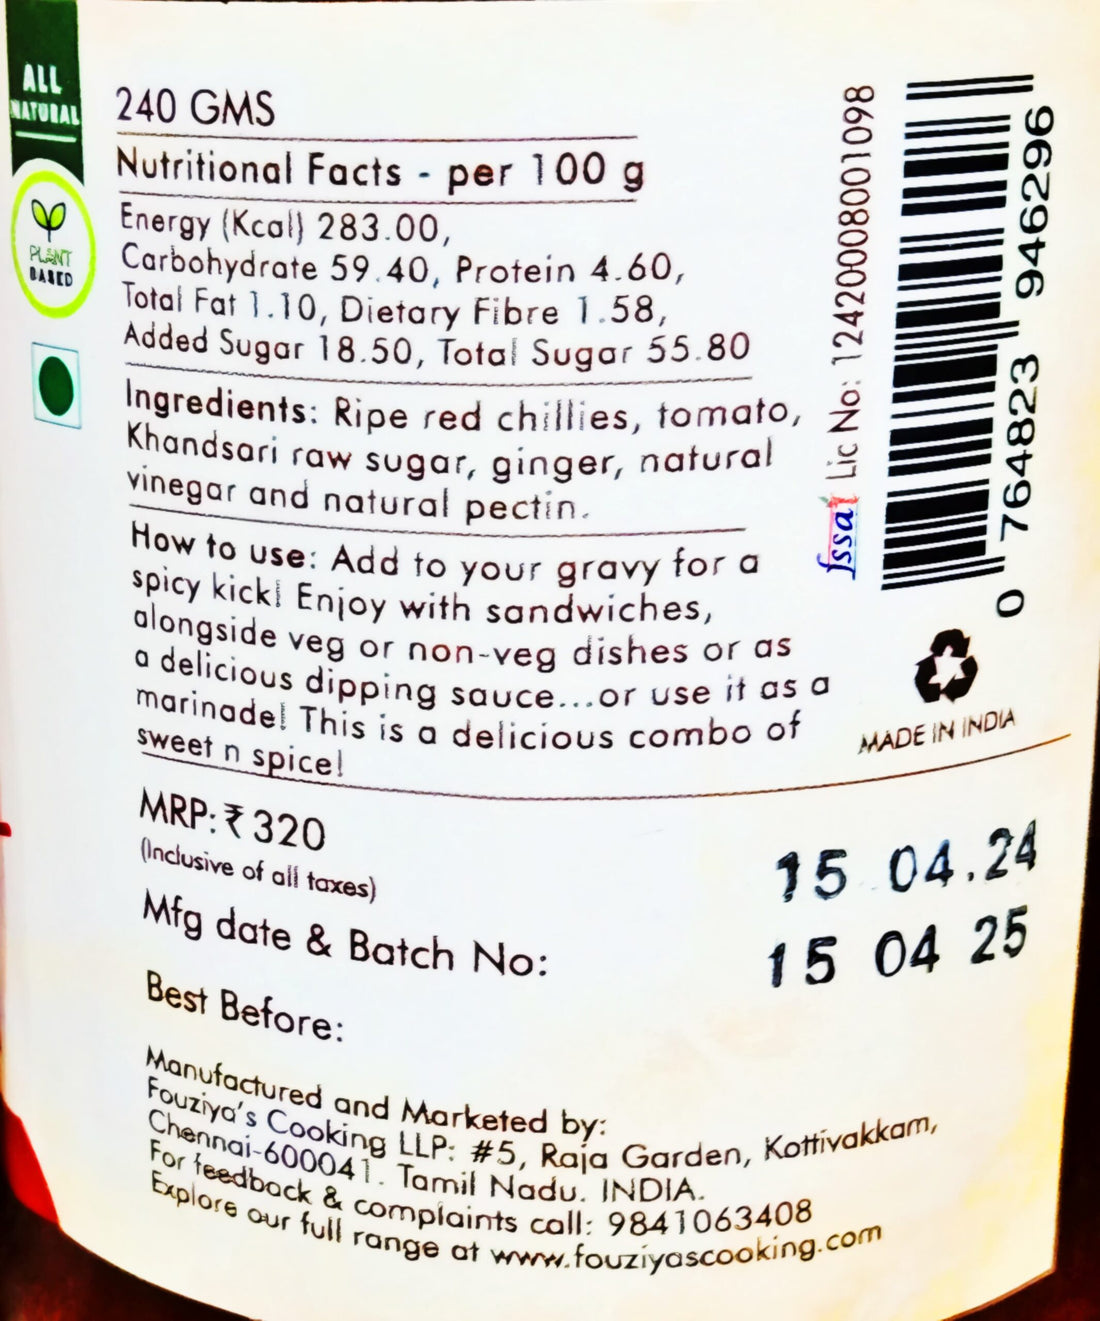 ALL
NATURAL
PLANT
BASED
240 GMS
Nutritional Facts - per 100 g
Energy (Kcal) 283.00,
Carbohydrate 59.40, Protein 4.60,
Total Fat 1.10, Dietary Fibre 1.58,
Added Sugar 18.50, Total Sugar 55.80
Ingredients: Ripe red chillies, tomato,
Khandsari raw sugar, ginger, natural
vinegar and natural pectin.
How to use: Add to your gravy for a
spicy kick! Enjoy with sandwiches,
alongside veg or non-veg dishes or as
a delicious dipping sauce...or use it as a
marinade! This is a delicious combo of
sweet n spice!
fssai Lic No: 12420008001098
0 764823 946296
MADE IN INDIA
MRP: ₹ 320
(Inclusive of all taxes)
Mfg date & Batch No:
15 04.24
Best Before:
15 04 25
Manufactured and Marketed by:
Fouziya's Cooking LLP: #5, Raja Garden, Kottivakkam,
Chennai-600041. Tamil Nadu. INDIA.
For feedback & complaints call: 9841063408
Explore our full range at www.fouziyascooking.com